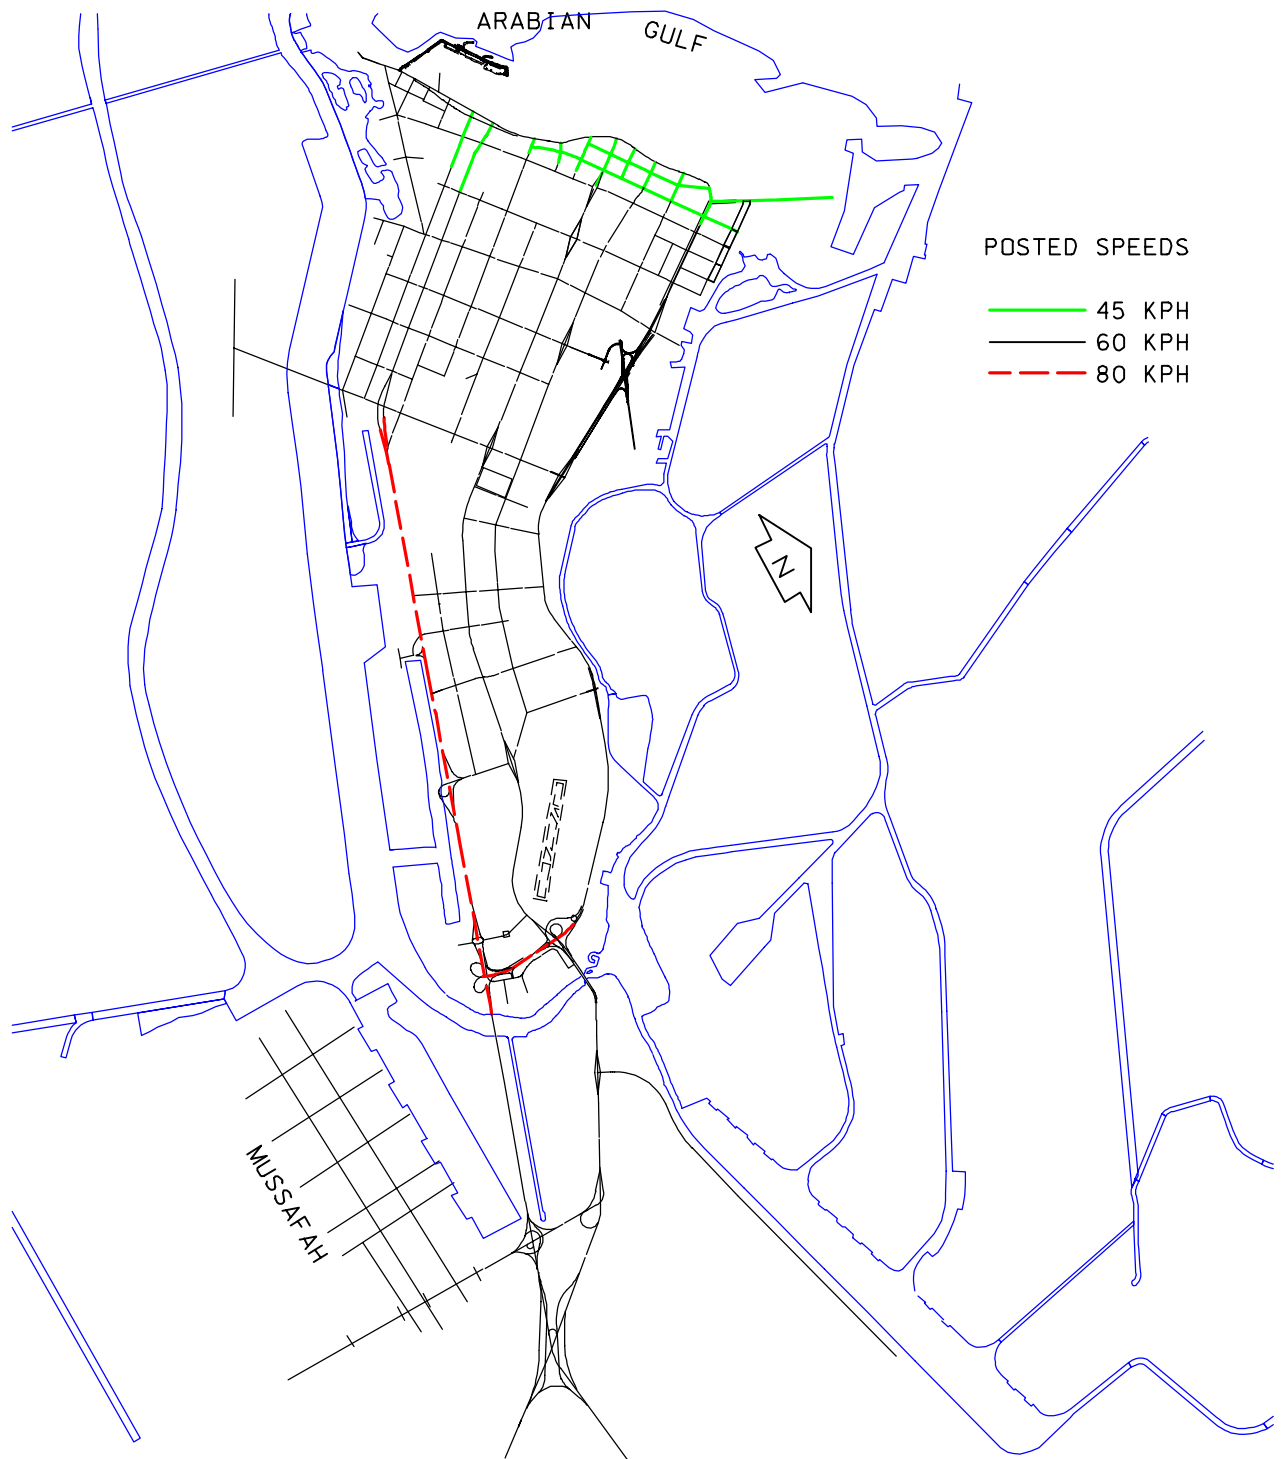 ARABIAN
GULF
POSTED SPEEDS
45 KPH
60 KPH
80 KPH
N
MUSSAFAH